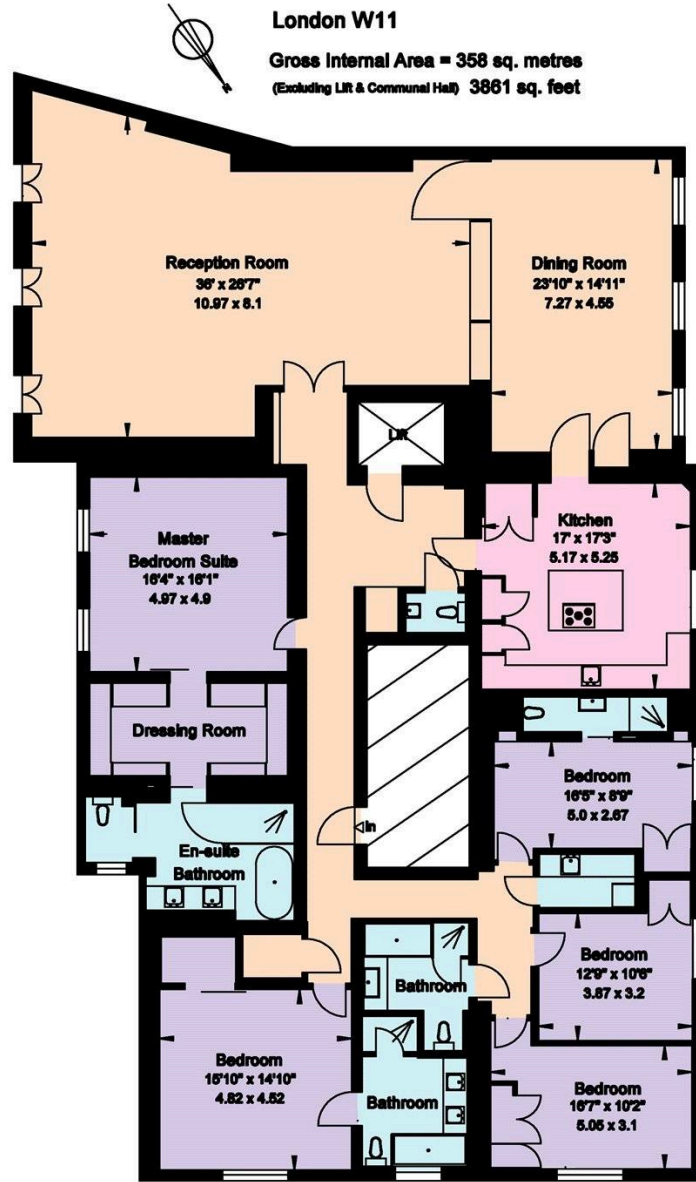 London W11
Gross Internal Area = 358 sq. metres
(Excluding Lift & Communal Hall) 3861 sq. feet
Reception Room
36' x 26'7"
10.97 x 8.1
Dining Room
23'10" x 14'11"
7.27 x 4.55
Lift
Master
Bedroom Suite
16'4" x 16'1"
4.97 x 4.9
Kitchen
17' x 17'3"
5.17 x 5.25
Dressing Room
Bedroom
16'5" x 8'9"
5.0 x 2.67
In
En-suite
Bathroom
Bedroom
12'9" x 10'6"
3.87 x 3.2
Bathroom
Bedroom
15'10" x 14'10"
4.82 x 4.52
Bathroom
Bedroom
16'7" x 10'2"
5.05 x 3.1